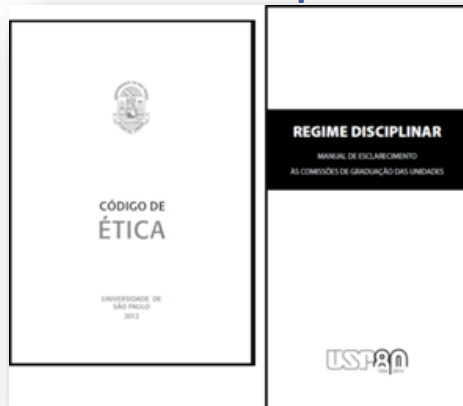 CÓDIGO DE
ÉTICA
UNIVERSIDADE DE
SÃO PAULO
2012
REGIME DISCIPLINAR
MANUAL DE ESCLARECIMENTO
ÀS COMISSÕES DE GRADUAÇÃO DAS UNIDADES
USP 80